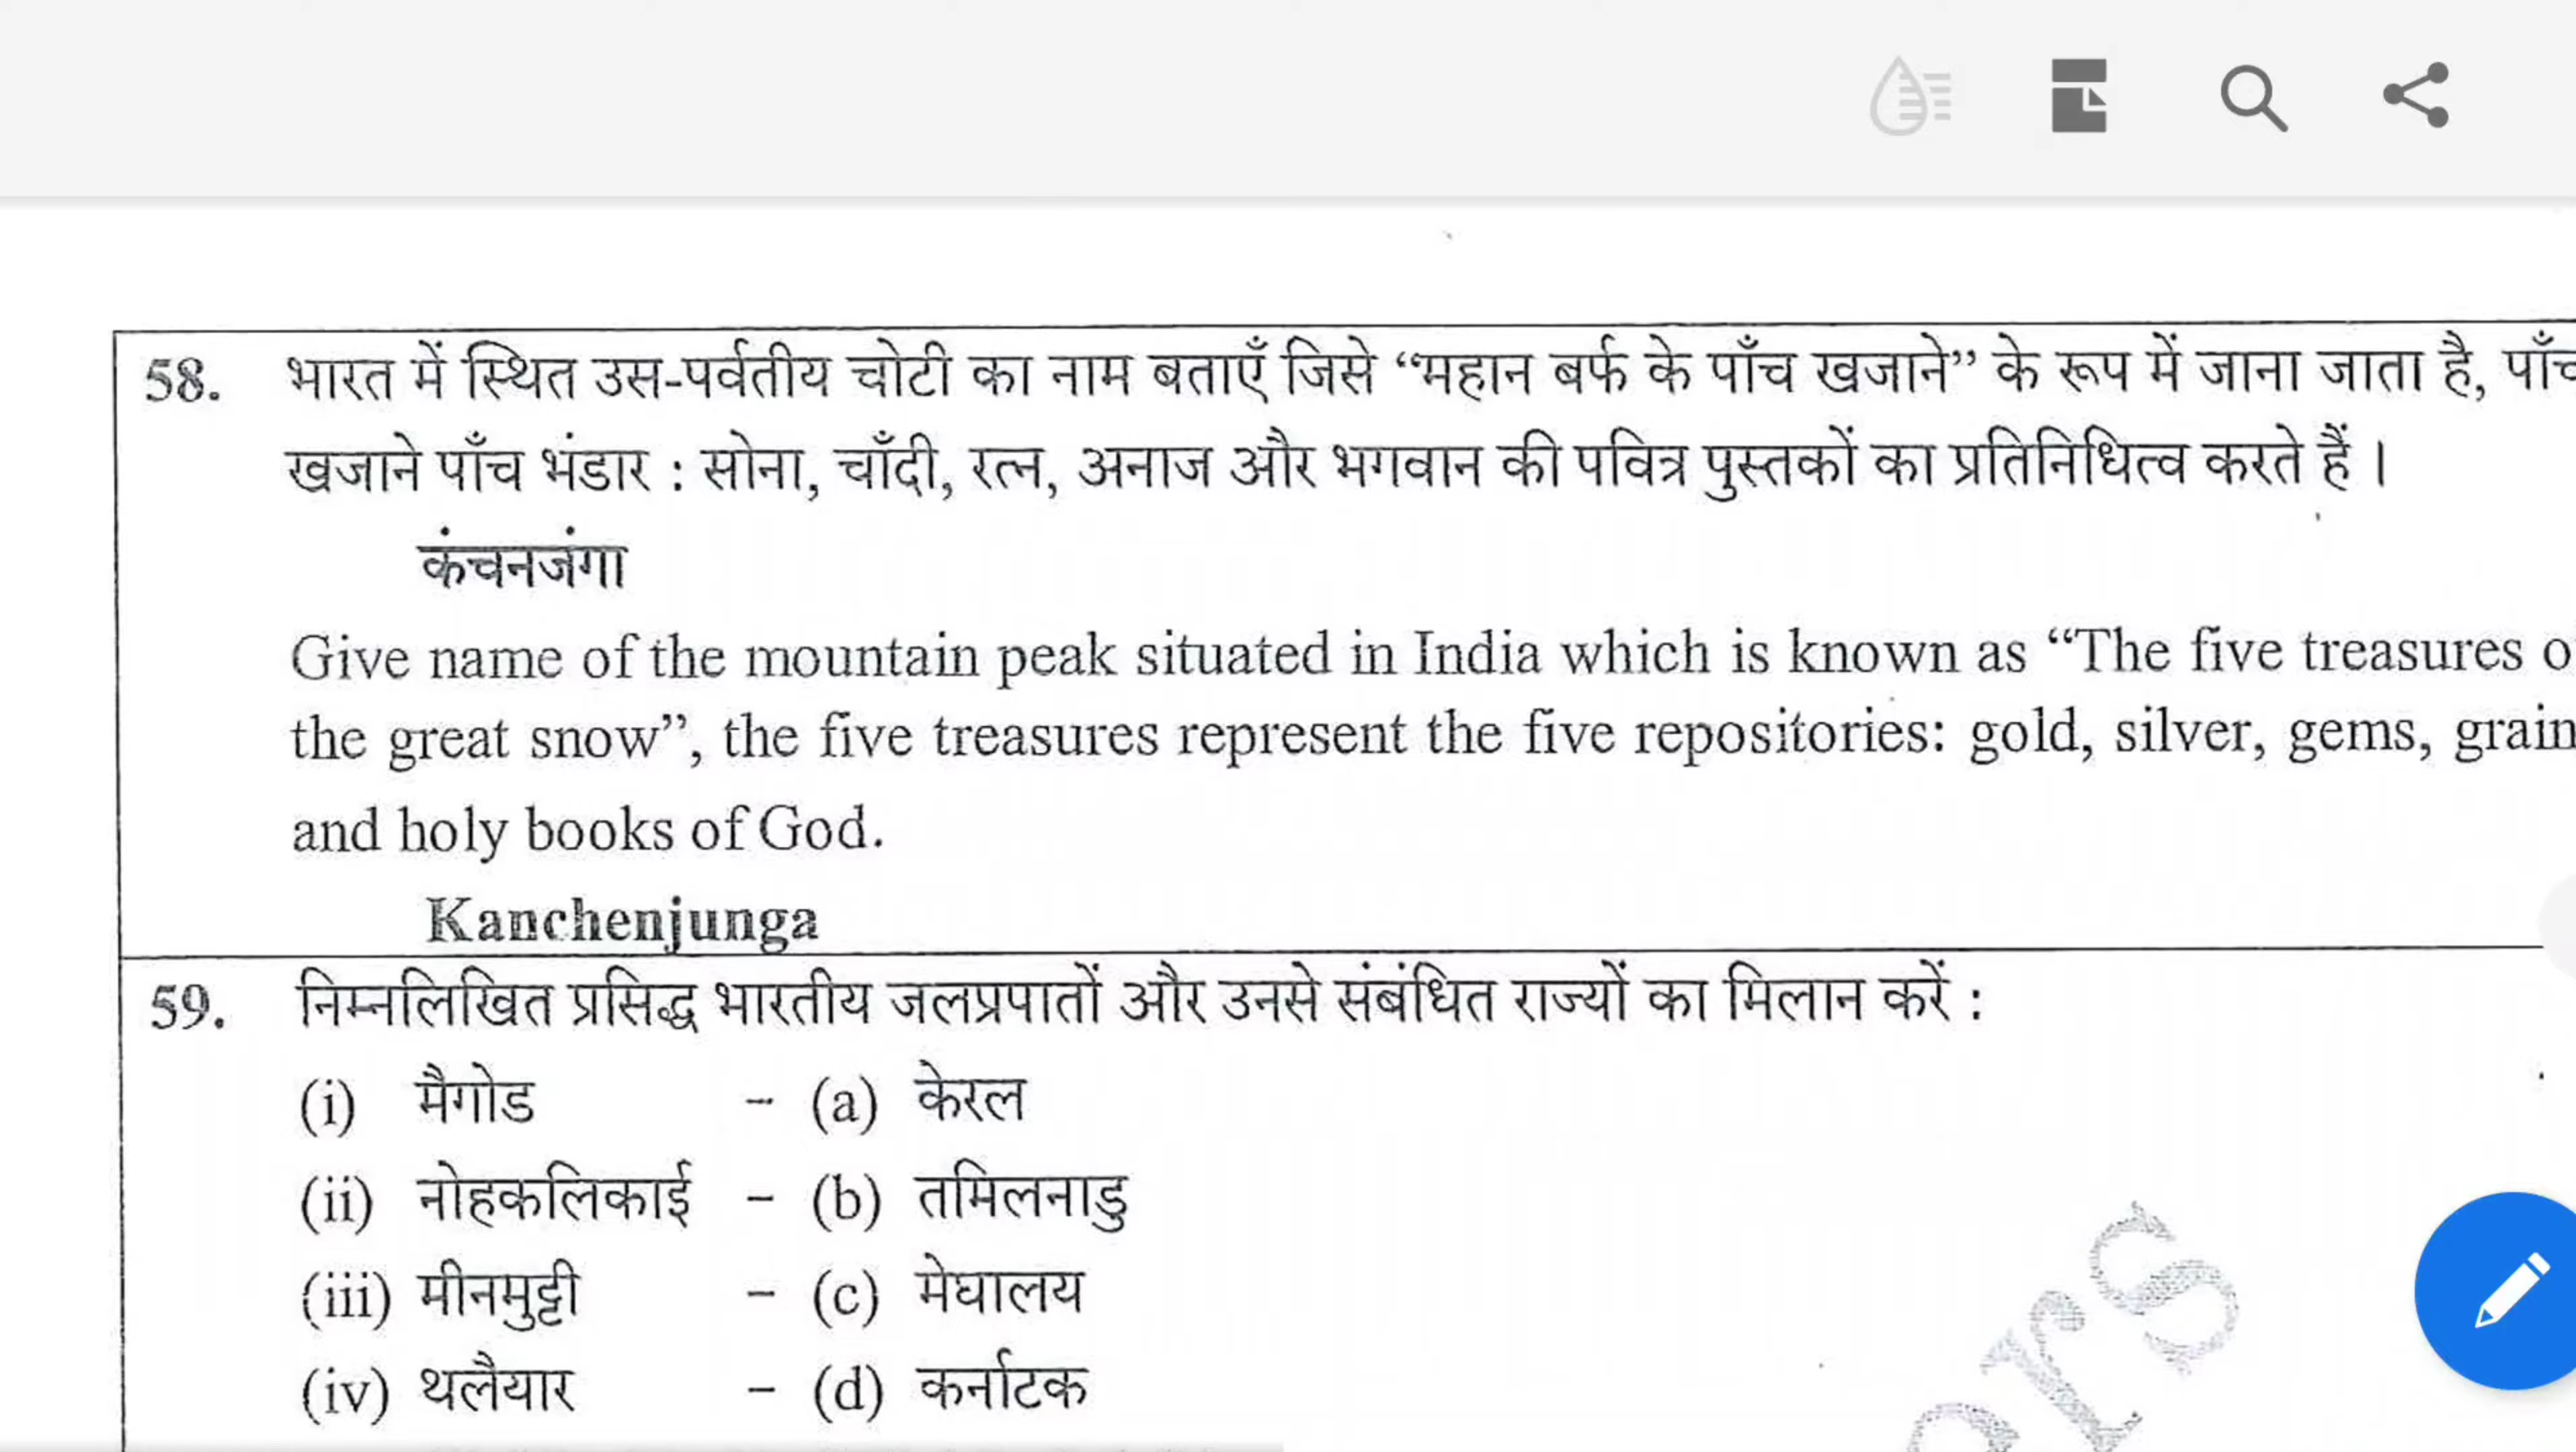 58. भारत में स्थित उस-पर्वतीय चोटी का नाम बताएँ जिसे “महान बर्फ के पाँच खजाने” के रूप में जाना जाता है, पाँच
खजाने पाँच भंडार : सोना, चाँदी, रत्न, अनाज और भगवान की पवित्र पुस्तकों का प्रतिनिधित्व करते हैं ।
कंचनजंगा
Give name of the mountain peak situated in India which is known as “The five treasures o
the great snow”, the five treasures represent the five repositories: gold, silver, gems, grain
and holy books of God.
Kanchenjunga
59. निम्नलिखित प्रसिद्ध भारतीय जलप्रपातों और उनसे संबंधित राज्यों का मिलान करें :
(i) मैगोड – (a) केरल
(ii) नोहकलिकाई – (b) तमिलनाडु
(iii) मीनमुट्टी – (c) मेघालय
(iv) थलैयार – (d) कर्नाटक
ers